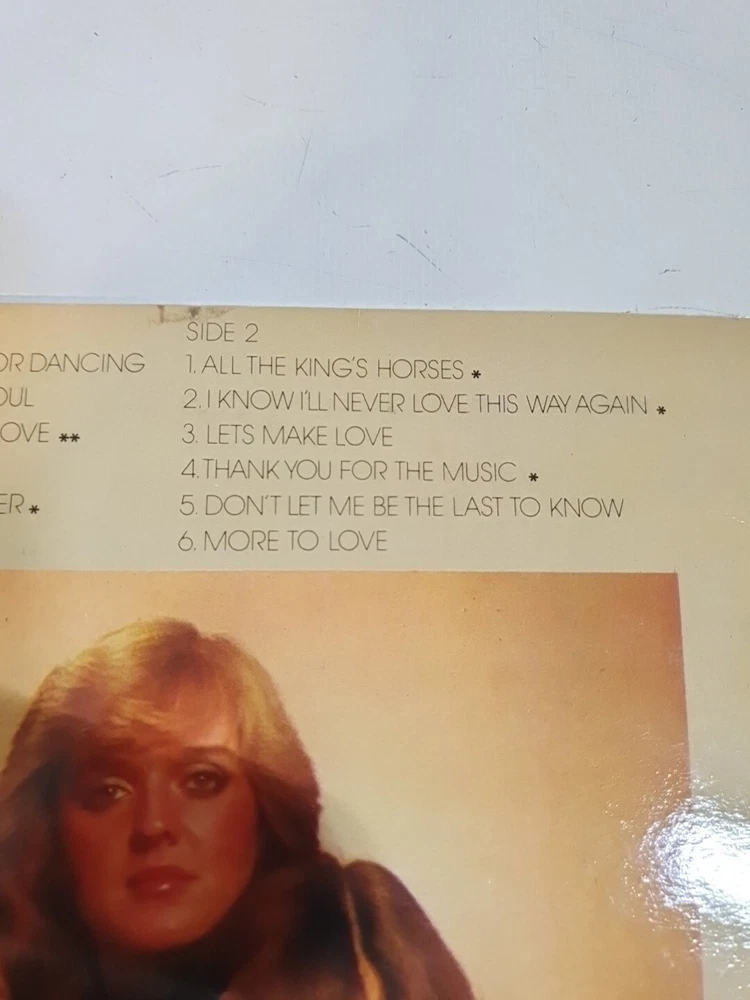 OR DANCING
OUL
OVE **
ER *
SIDE 2
1. ALL THE KING'S HORSES *
2. I KNOW I'LL NEVER LOVE THIS WAY AGAIN *
3. LETS MAKE LOVE
4. THANK YOU FOR THE MUSIC *
5. DON'T LET ME BE THE LAST TO KNOW
6. MORE TO LOVE